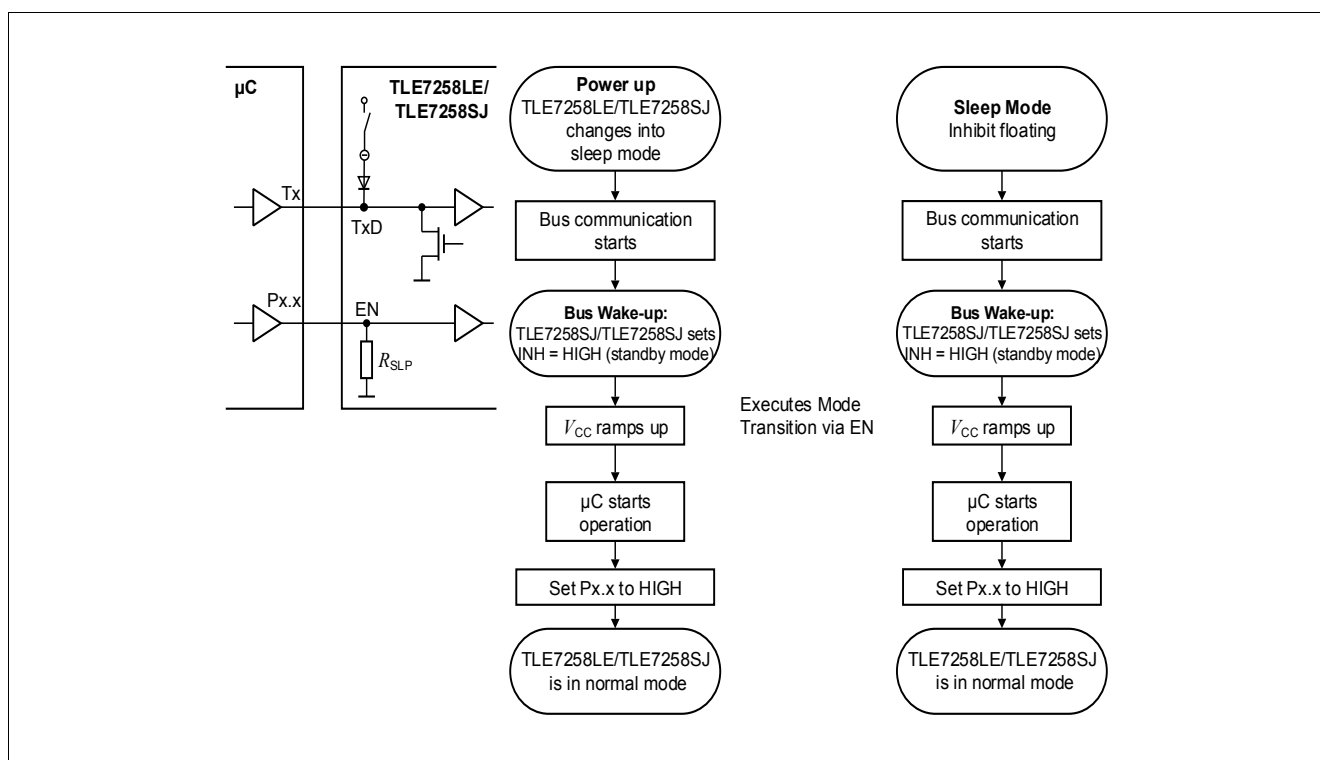 µC
TLE7258LE/
TLE7258SJ
Tx
TxD
Px.x
EN
RSLP
Power up
TLE7258LE/TLE7258SJ
changes into
sleep mode
Bus communication
starts
Bus Wake-up:
TLE7258SJ/TLE7258SJ sets
INH = HIGH (standby mode)
VCC ramps up
µC starts
operation
Set Px.x to HIGH
TLE7258LE/TLE7258SJ
is in normal mode
Executes Mode
Transition via EN
Sleep Mode
Inhibit floating
Bus communication
starts
Bus Wake-up:
TLE7258SJ/TLE7258SJ sets
INH = HIGH (standby mode)
VCC ramps up
µC starts
operation
Set Px.x to HIGH
TLE7258LE/TLE7258SJ
is in normal mode